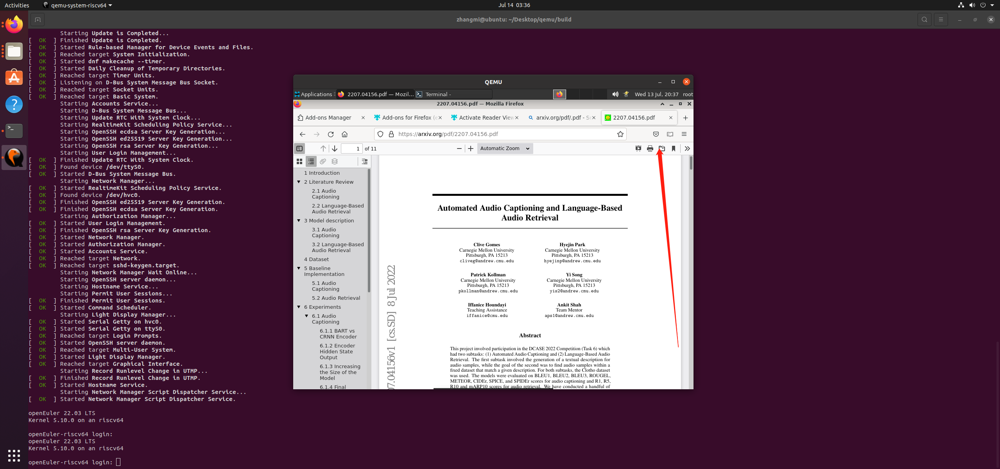 Activities
qemu-system-riscv64
Jul 14 03:36
zhangmi@ubuntu: ~/Desktop/qemu/build
Starting Update is Completed...
[ OK ] Finished Update is Completed.
[ OK ] Started Rule-based Manager for Device Events and Files.
[ OK ] Reached target System Initialization.
[ OK ] Started dnf makecache --timer.
[ OK ] Started Daily Cleanup of Temporary Directories.
[ OK ] Reached target Timer Units.
[ OK ] Listening on D-Bus System Message Bus Socket.
[ OK ] Reached target Socket Units.
[ OK ] Reached target Basic System.
Starting Accounts Service...
Starting D-Bus System Message Bus...
Starting Update RTC With System Clock...
Starting RealtimeKit Scheduling Policy Service...
Starting OpenSSH ecdsa Server Key Generation...
Starting OpenSSH ed25519 Server Key Generation...
Starting OpenSSH rsa Server Key Generation...
Starting User Login Management...
[ OK ] Finished Update RTC With System Clock.
[ OK ] Found device /dev/ttyS0.
[ OK ] Started D-Bus System Message Bus.
Starting Network Manager...
[ OK ] Started RealtimeKit Scheduling Policy Service.
[ OK ] Found device /dev/hvc0.
[ OK ] Finished OpenSSH ed25519 Server Key Generation.
[ OK ] Finished OpenSSH ecdsa Server Key Generation.
Starting Authorization Manager...
[ OK ] Started User Login Management.
[ OK ] Finished OpenSSH rsa Server Key Generation.
[ OK ] Started Network Manager.
[ OK ] Started Authorization Manager.
[ OK ] Started Accounts Service.
[ OK ] Reached target Network.
[ OK ] Reached target sshd-keygen.target.
Starting Network Manager Wait Online...
Starting OpenSSH server daemon...
Starting Hostname Service...
Starting Permit User Sessions...
[ OK ] Finished Permit User Sessions.
[ OK ] Started Command Scheduler.
Starting Light Display Manager...
[ OK ] Started Serial Getty on hvc0.
[ OK ] Started Serial Getty on ttyS0.
[ OK ] Reached target Login Prompts.
[ OK ] Started OpenSSH server daemon.
[ OK ] Reached target Multi-User System.
[ OK ] Started Light Display Manager.
[ OK ] Reached target Graphical Interface.
Starting Record Runlevel Change in UTMP...
[ OK ] Finished Record Runlevel Change in UTMP.
[ OK ] Started Hostname Service.
Starting Network Manager Script Dispatcher Service...
[ OK ] Started Network Manager Script Dispatcher Service.
openEuler 22.03 LTS
Kernel 5.10.0 on an riscv64
openEuler-riscv64 login:
openEuler 22.03 LTS
Kernel 5.10.0 on an riscv64
openEuler-riscv64 login:
QEMU
Applications
2207.04156.pdf — Mozil...
Terminal -
Wed 13 Jul, 20:37
root
2207.04156.pdf — Mozilla Firefox
Add-ons Manager
Add-ons for Firefox (e
Activate Reader View
arxiv.org/pdf/.pdf - Se
2207.04156.pdf
https://arxiv.org/pdf/2207.04156.pdf
1 of 11
Automatic Zoom
1 Introduction
2 Literature Review
2.1 Audio
Captioning
2.2 Language-Based
Audio Retrieval
3 Model description
3.1 Audio
Captioning
3.2 Language-Based
Audio Retrieval
4 Dataset
5 Baseline
Implementation
5.1 Audio
Captioning
5.2 Audio Retrieval
6 Experiments
6.1 Audio
Captioning
6.1.1 BART vs
CRNN Encoder
6.1.2 Encoder
Hidden State
Output
6.1.3 Increasing
the Size of the
Model
6.1.4 Final
07.04156v1 [cs.SD] 8 Jul 2022
Automated Audio Captioning and Language-Based
Audio Retrieval
Clive Gomes
Carnegie Mellon University
Pittsburgh, PA 15213
cliveg@andrew.cmu.edu
Hyejin Park
Carnegie Mellon University
Pittsburgh, PA 15213
hyejinp@andrew.cmu.edu
Patrick Kollman
Carnegie Mellon University
Pittsburgh, PA 15213
pkollman@andrew.cmu.edu
Yi Song
Carnegie Mellon University
Pittsburgh, PA 15213
yis2@andrew.cmu.edu
Iffanice Houndayi
Teaching Assistance
iffanice@cmu.edu
Ankit Shah
Team Mentor
aps1@andrew.cmu.edu
Abstract
This project involved participation in the DCASE 2022 Competition (Task 6) which
had two subtasks: (1) Automated Audio Captioning and (2) Language-Based Audio
Retrieval. The first subtask involved the generation of a textual description for
audio samples, while the goal of the second was to find audio samples within a
fixed dataset that match a given description. For both subtasks, the Clotho dataset
was used. The models were evaluated on BLEU1, BLEU2, BLEU3, ROUGEL,
METEOR, CIDEr, SPICE, and SPIDEr scores for audio captioning and R1, R5,
R10 and mARP10 scores for audio retrieval. We have conducted a handful of